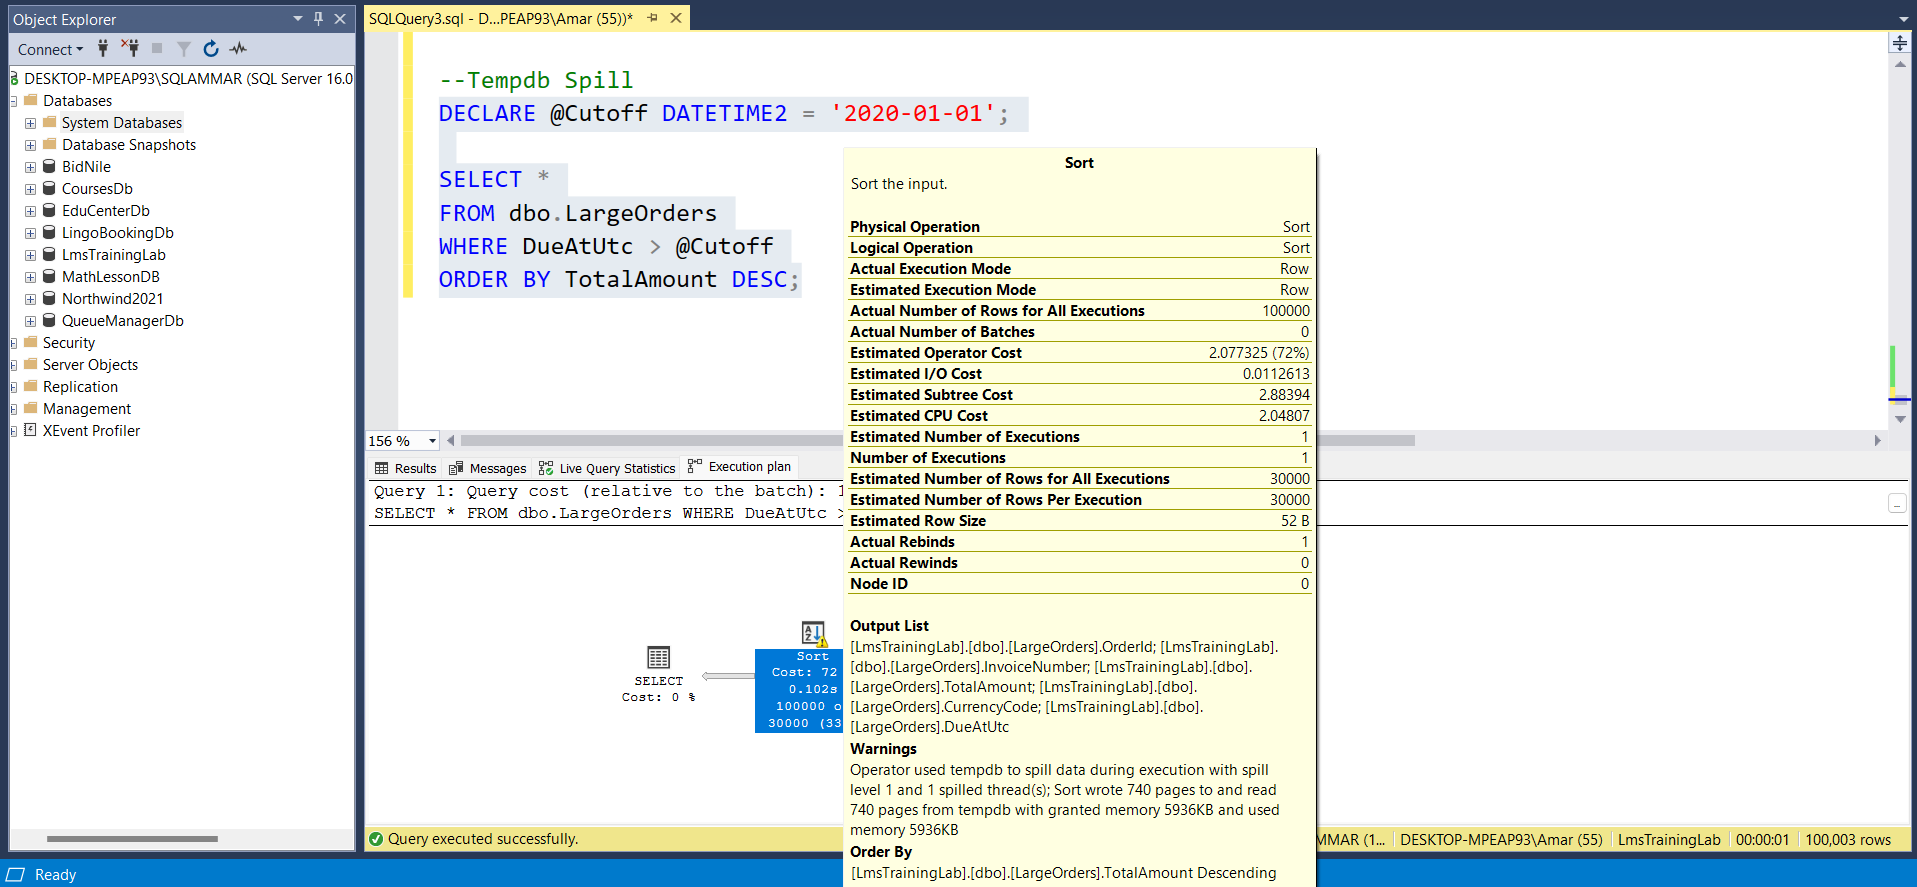 Object Explorer
Connect
DESKTOP-MPEAP93\SQLAMMAR (SQL Server 16.0
Databases
System Databases
Database Snapshots
BidNile
CoursesDb
EduCenterDb
LingoBookingDb
LmsTrainingLab
MathLessonDB
Northwind2021
QueueManagerDb
Security
Server Objects
Replication
Management
XEvent Profiler
SQLQuery3.sql - D...PEAP93\Amar (55))*
--Tempdb Spill
DECLARE @Cutoff DATETIME2 = '2020-01-01';
SELECT *
FROM dbo.LargeOrders
WHERE DueAtUtc > @Cutoff
ORDER BY TotalAmount DESC;
156 %
Results Messages Live Query Statistics Execution plan
Query 1: Query cost (relative to the batch): 1
SELECT * FROM dbo.LargeOrders WHERE DueAtUtc >
SELECT
Cost: 0 %
Sort
Cost: 72
0.102s
100000 o
30000 (33
Sort
Sort the input.
Physical Operation Sort
Logical Operation Sort
Actual Execution Mode Row
Estimated Execution Mode Row
Actual Number of Rows for All Executions 100000
Actual Number of Batches 0
Estimated Operator Cost 2.077325 (72%)
Estimated I/O Cost 0.0112613
Estimated Subtree Cost 2.88394
Estimated CPU Cost 2.04807
Estimated Number of Executions 1
Number of Executions 1
Estimated Number of Rows for All Executions 30000
Estimated Number of Rows Per Execution 30000
Estimated Row Size 52 B
Actual Rebinds 1
Actual Rewinds 0
Node ID 0
Output List
[LmsTrainingLab].[dbo].[LargeOrders].OrderId; [LmsTrainingLab].
[dbo].[LargeOrders].InvoiceNumber; [LmsTrainingLab].[dbo].
[LargeOrders].TotalAmount; [LmsTrainingLab].[dbo].
[LargeOrders].CurrencyCode; [LmsTrainingLab].[dbo].
[LargeOrders].DueAtUtc
Warnings
Operator used tempdb to spill data during execution with spill
level 1 and 1 spilled thread(s); Sort wrote 740 pages to and read
740 pages from tempdb with granted memory 5936KB and used
memory 5936KB
Order By
[LmsTrainingLab].[dbo].[LargeOrders].TotalAmount Descending
Query executed successfully.
MMAR (1... DESKTOP-MPEAP93\Amar (55) LmsTrainingLab 00:00:01 100,003 rows
Ready